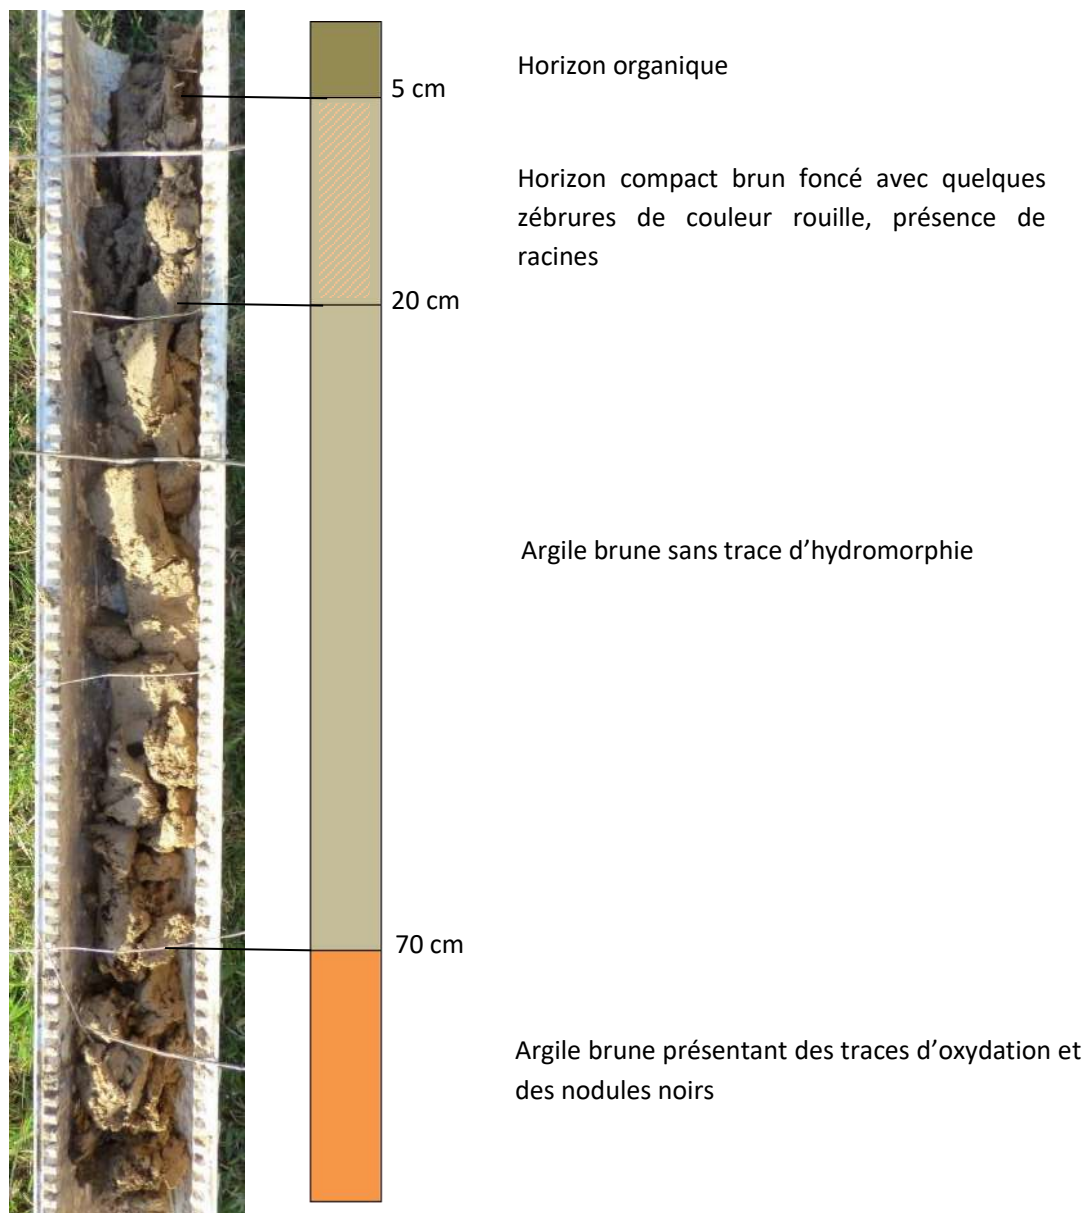 Horizon organique
5 cm
Horizon compact brun foncé avec quelques
zébrures de couleur rouille, présence de
racines
20 cm
Argile brune sans trace d’hydromorphie
70 cm
Argile brune présentant des traces d’oxydation et
des nodules noirs